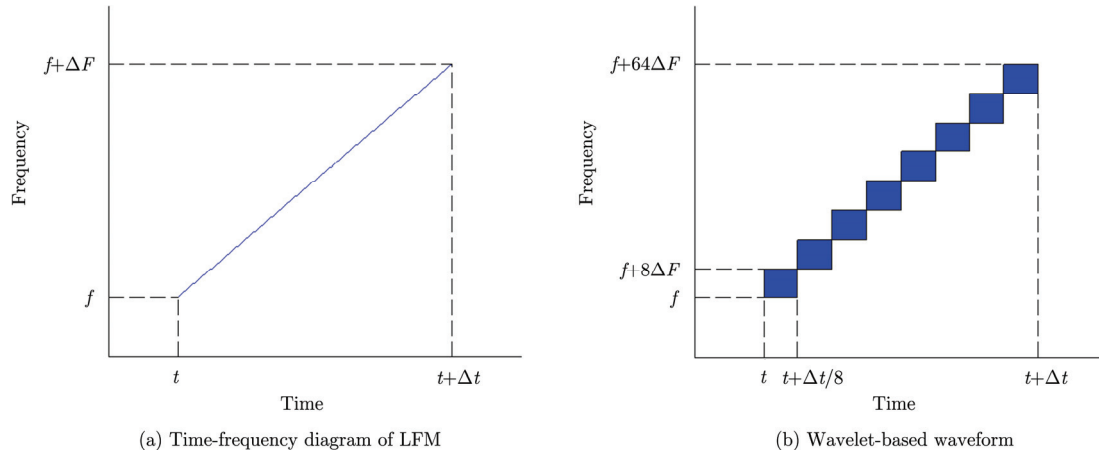 f+ΔF
Frequency
f
t
t+Δt
Time
(a) Time-frequency diagram of LFM
f+64ΔF
Frequency
f+8ΔF
f
t
t+Δt/8
t+Δt
Time
(b) Wavelet-based waveform